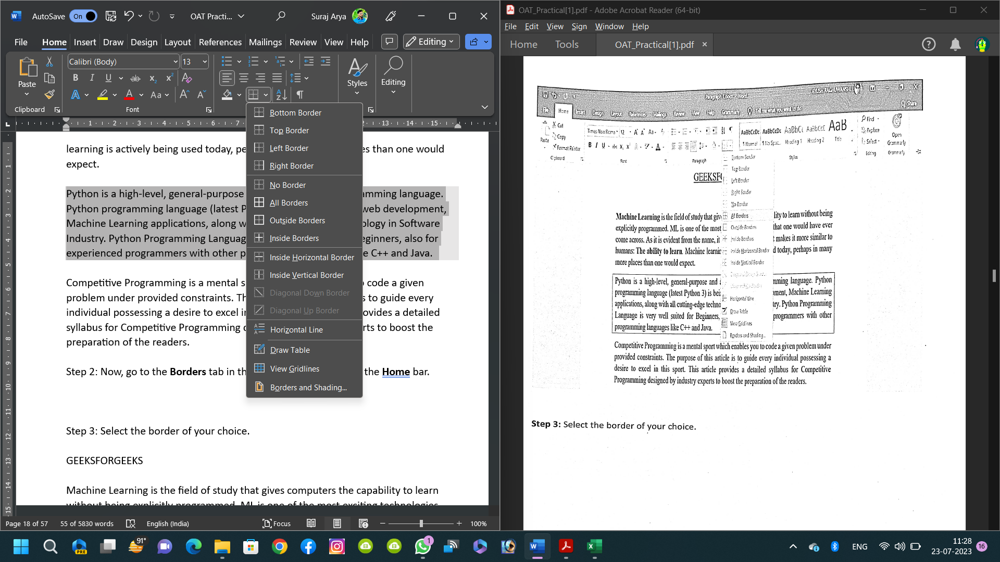 AutoSave On OAT Practi... Suraj Arya
File Home Insert Draw Design Layout References Mailings Review View Help Editing
Calibri (Body) 13
Paste
Styles
Editing
Clipboard Font
1 2 3 4 5 6 7 12 13 14 15
Bottom Border
Top Border
Left Border
Right Border
No Border
All Borders
Outside Borders
Inside Borders
Inside Horizontal Border
Inside Vertical Border
Diagonal Down Border
Diagonal Up Border
Horizontal Line
Draw Table
View Gridlines
Borders and Shading...
learning is actively being used today, pe es than one would
expect.
Python is a high-level, general-purpose amming language.
Python programming language (latest P web development,
Machine Learning applications, along w ology in Software
Industry. Python Programming Languag eginners, also for
experienced programmers with other p e C++ and Java.
Competitive Programming is a mental s code a given
problem under provided constraints. Th s to guide every
individual possessing a desire to excel in rovides a detailed
syllabus for Competitive Programming rts to boost the
preparation of the readers.
Step 2: Now, go to the Borders tab in th the Home bar.
Step 3: Select the border of your choice.
GEEKSFORGEEKS
Machine Learning is the field of study that gives computers the capability to learn
without being explicitly programmed. ML is one of the most exciting technologies
Page 18 of 57 55 of 5830 words English (India) Focus 100%
OAT_Practical[1].pdf - Adobe Acrobat Reader (64-bit)
File Edit View Sign Window Help
Home Tools OAT_Practical[1].pdf
Paragraph 1.docx - Word AYUSH RAGHUWANSHI
File Home Insert Design Layout References Mailings Review View Help Grammarly Tell me what you want to do Share
Cut
Copy
Format Painter
Paste
Clipboard
Times New Roma 12
Font
Paragraph
AaBbCcDc AaBbCcDc AaBbC AaBbCcE AaB
1 Normal 1 No Spac... Heading 1 Heading 2 Title
Styles
Find
Replace
Select
Editing
Open
Grammarly
Grammarly
Bottom Border
Top Border
Left Border
Right Border
No Border
All Borders
Outside Borders
Inside Borders
Inside Horizontal Border
Inside Vertical Border
Horizontal Line
Draw Table
View Gridlines
Borders and Shading...
GEEKSF
Machine Learning is the field of study that giv ility to learn without being
explicitly programmed. ML is one of the most that one would have ever
come across. As it is evident from the name, it t makes it more similar to
humans: The ability to learn. Machine learnin d today, perhaps in many
more places than one would expect.
Python is a high-level, general-purpose and mming language. Python
programming language (latest Python 3) is bei pment, Machine Learning
applications, along with all cutting-edge techno try. Python Programming
Language is very well suited for Beginners, programmers with other
programming languages like C++ and Java.
Competitive Programming is a mental sport which enables you to code a given problem under
provided constraints. The purpose of this article is to guide every individual possessing a
desire to excel in this sport. This article provides a detailed syllabus for Competitive
Programming designed by industry experts to boost the preparation of the readers.
Step 3: Select the border of your choice.
91°
PRE
1
ENG
11:28
23-07-2023
16